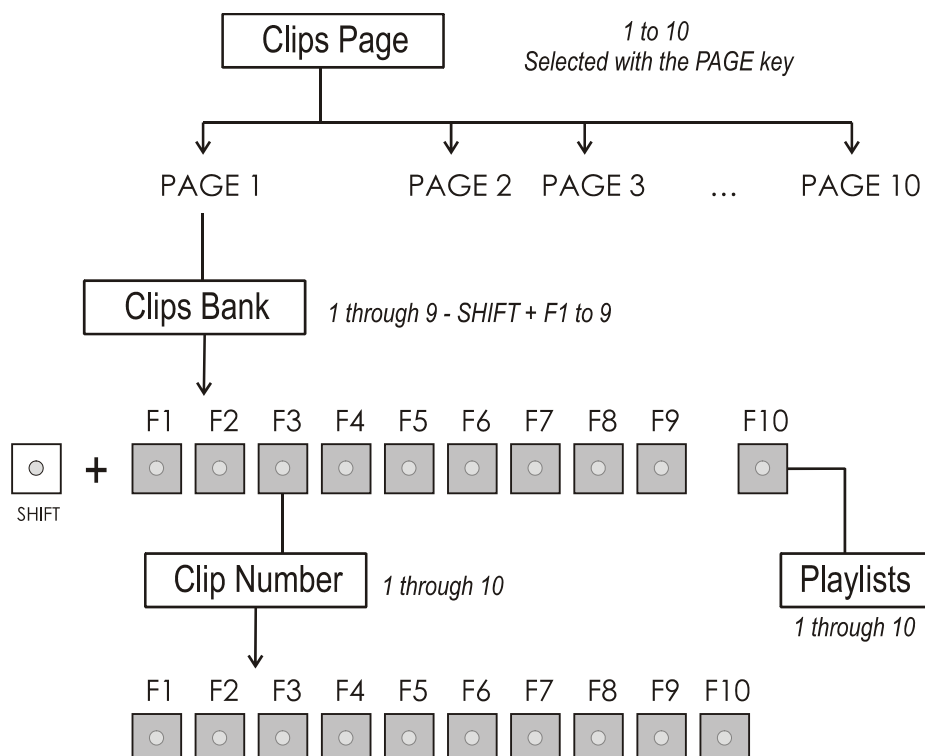 Clips Page
1 to 10
Selected with the PAGE key
PAGE 1 PAGE 2 PAGE 3 ... PAGE 10
Clips Bank
1 through 9 - SHIFT + F1 to 9
F1 F2 F3 F4 F5 F6 F7 F8 F9 F10
+
SHIFT
Clip Number
1 through 10
Playlists
1 through 10
F1 F2 F3 F4 F5 F6 F7 F8 F9 F10